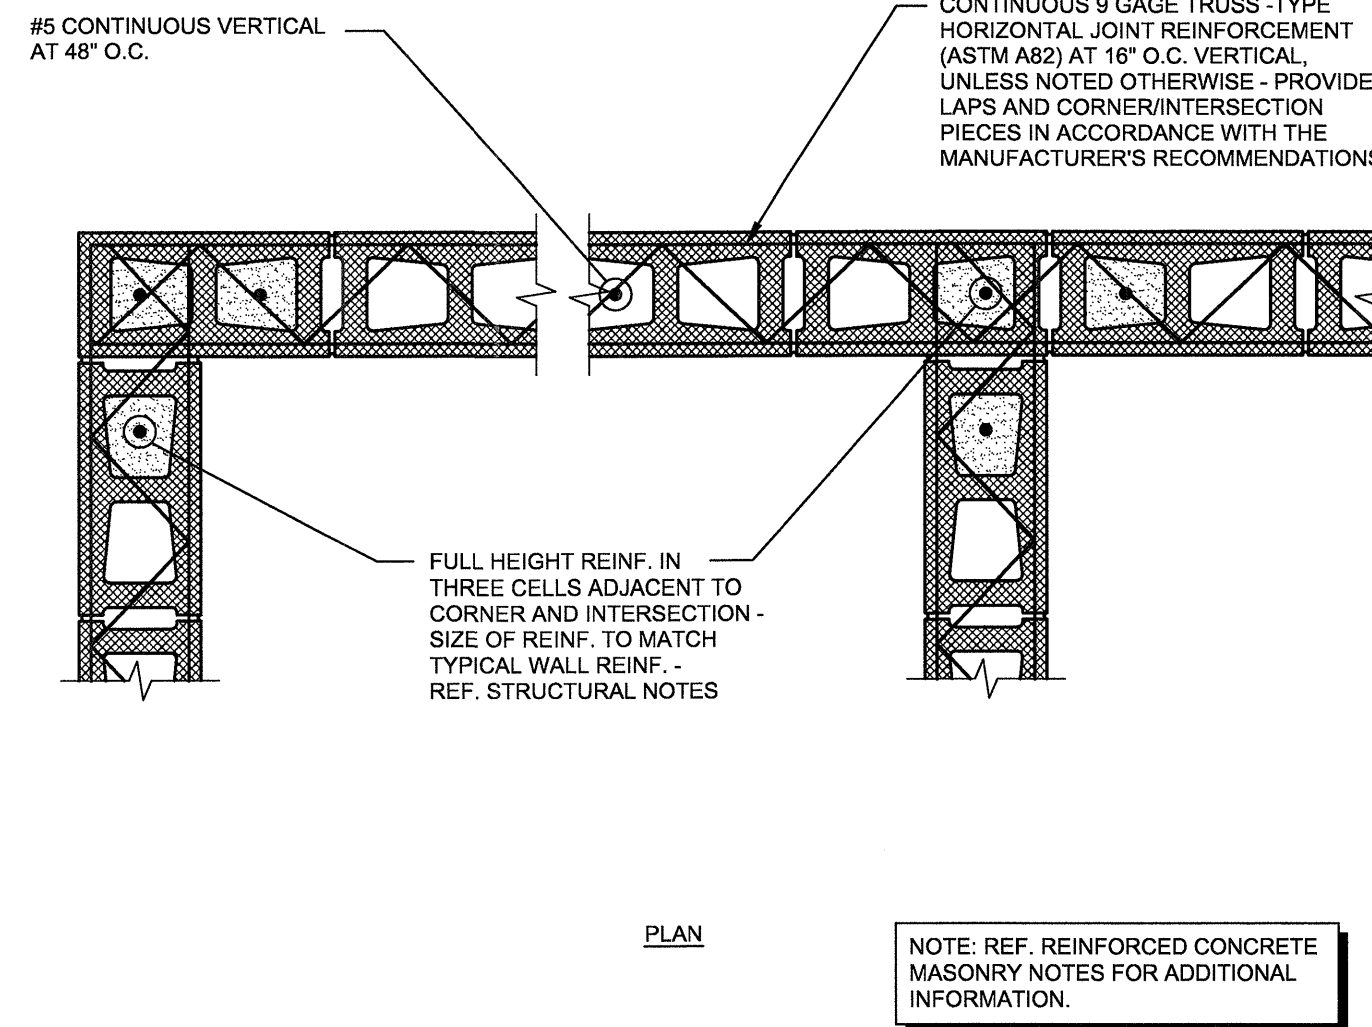 #5 CONTINUOUS VERTICAL
AT 48" O.C.
CONTINUOUS 9 GAGE TRUSS -TYPE
HORIZONTAL JOINT REINFORCEMENT
(ASTM A82) AT 16" O.C. VERTICAL,
UNLESS NOTED OTHERWISE - PROVIDE
LAPS AND CORNER/INTERSECTION
PIECES IN ACCORDANCE WITH THE
MANUFACTURER'S RECOMMENDATIONS
FULL HEIGHT REINF. IN
THREE CELLS ADJACENT TO
CORNER AND INTERSECTION -
SIZE OF REINF. TO MATCH
TYPICAL WALL REINF. -
REF. STRUCTURAL NOTES
PLAN
NOTE: REF. REINFORCED CONCRETE
MASONRY NOTES FOR ADDITIONAL
INFORMATION.